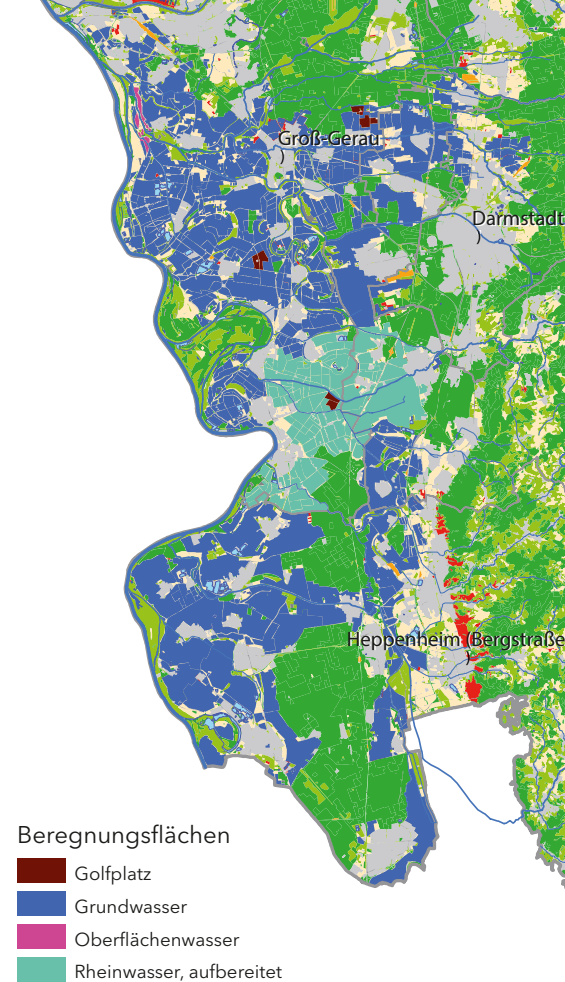 Groß-Gerau
Darmstadt
Heppenheim (Bergstraße
Beregnungsflächen
Golfplatz
Grundwasser
Oberflächenwasser
Rheinwasser, aufbereitet